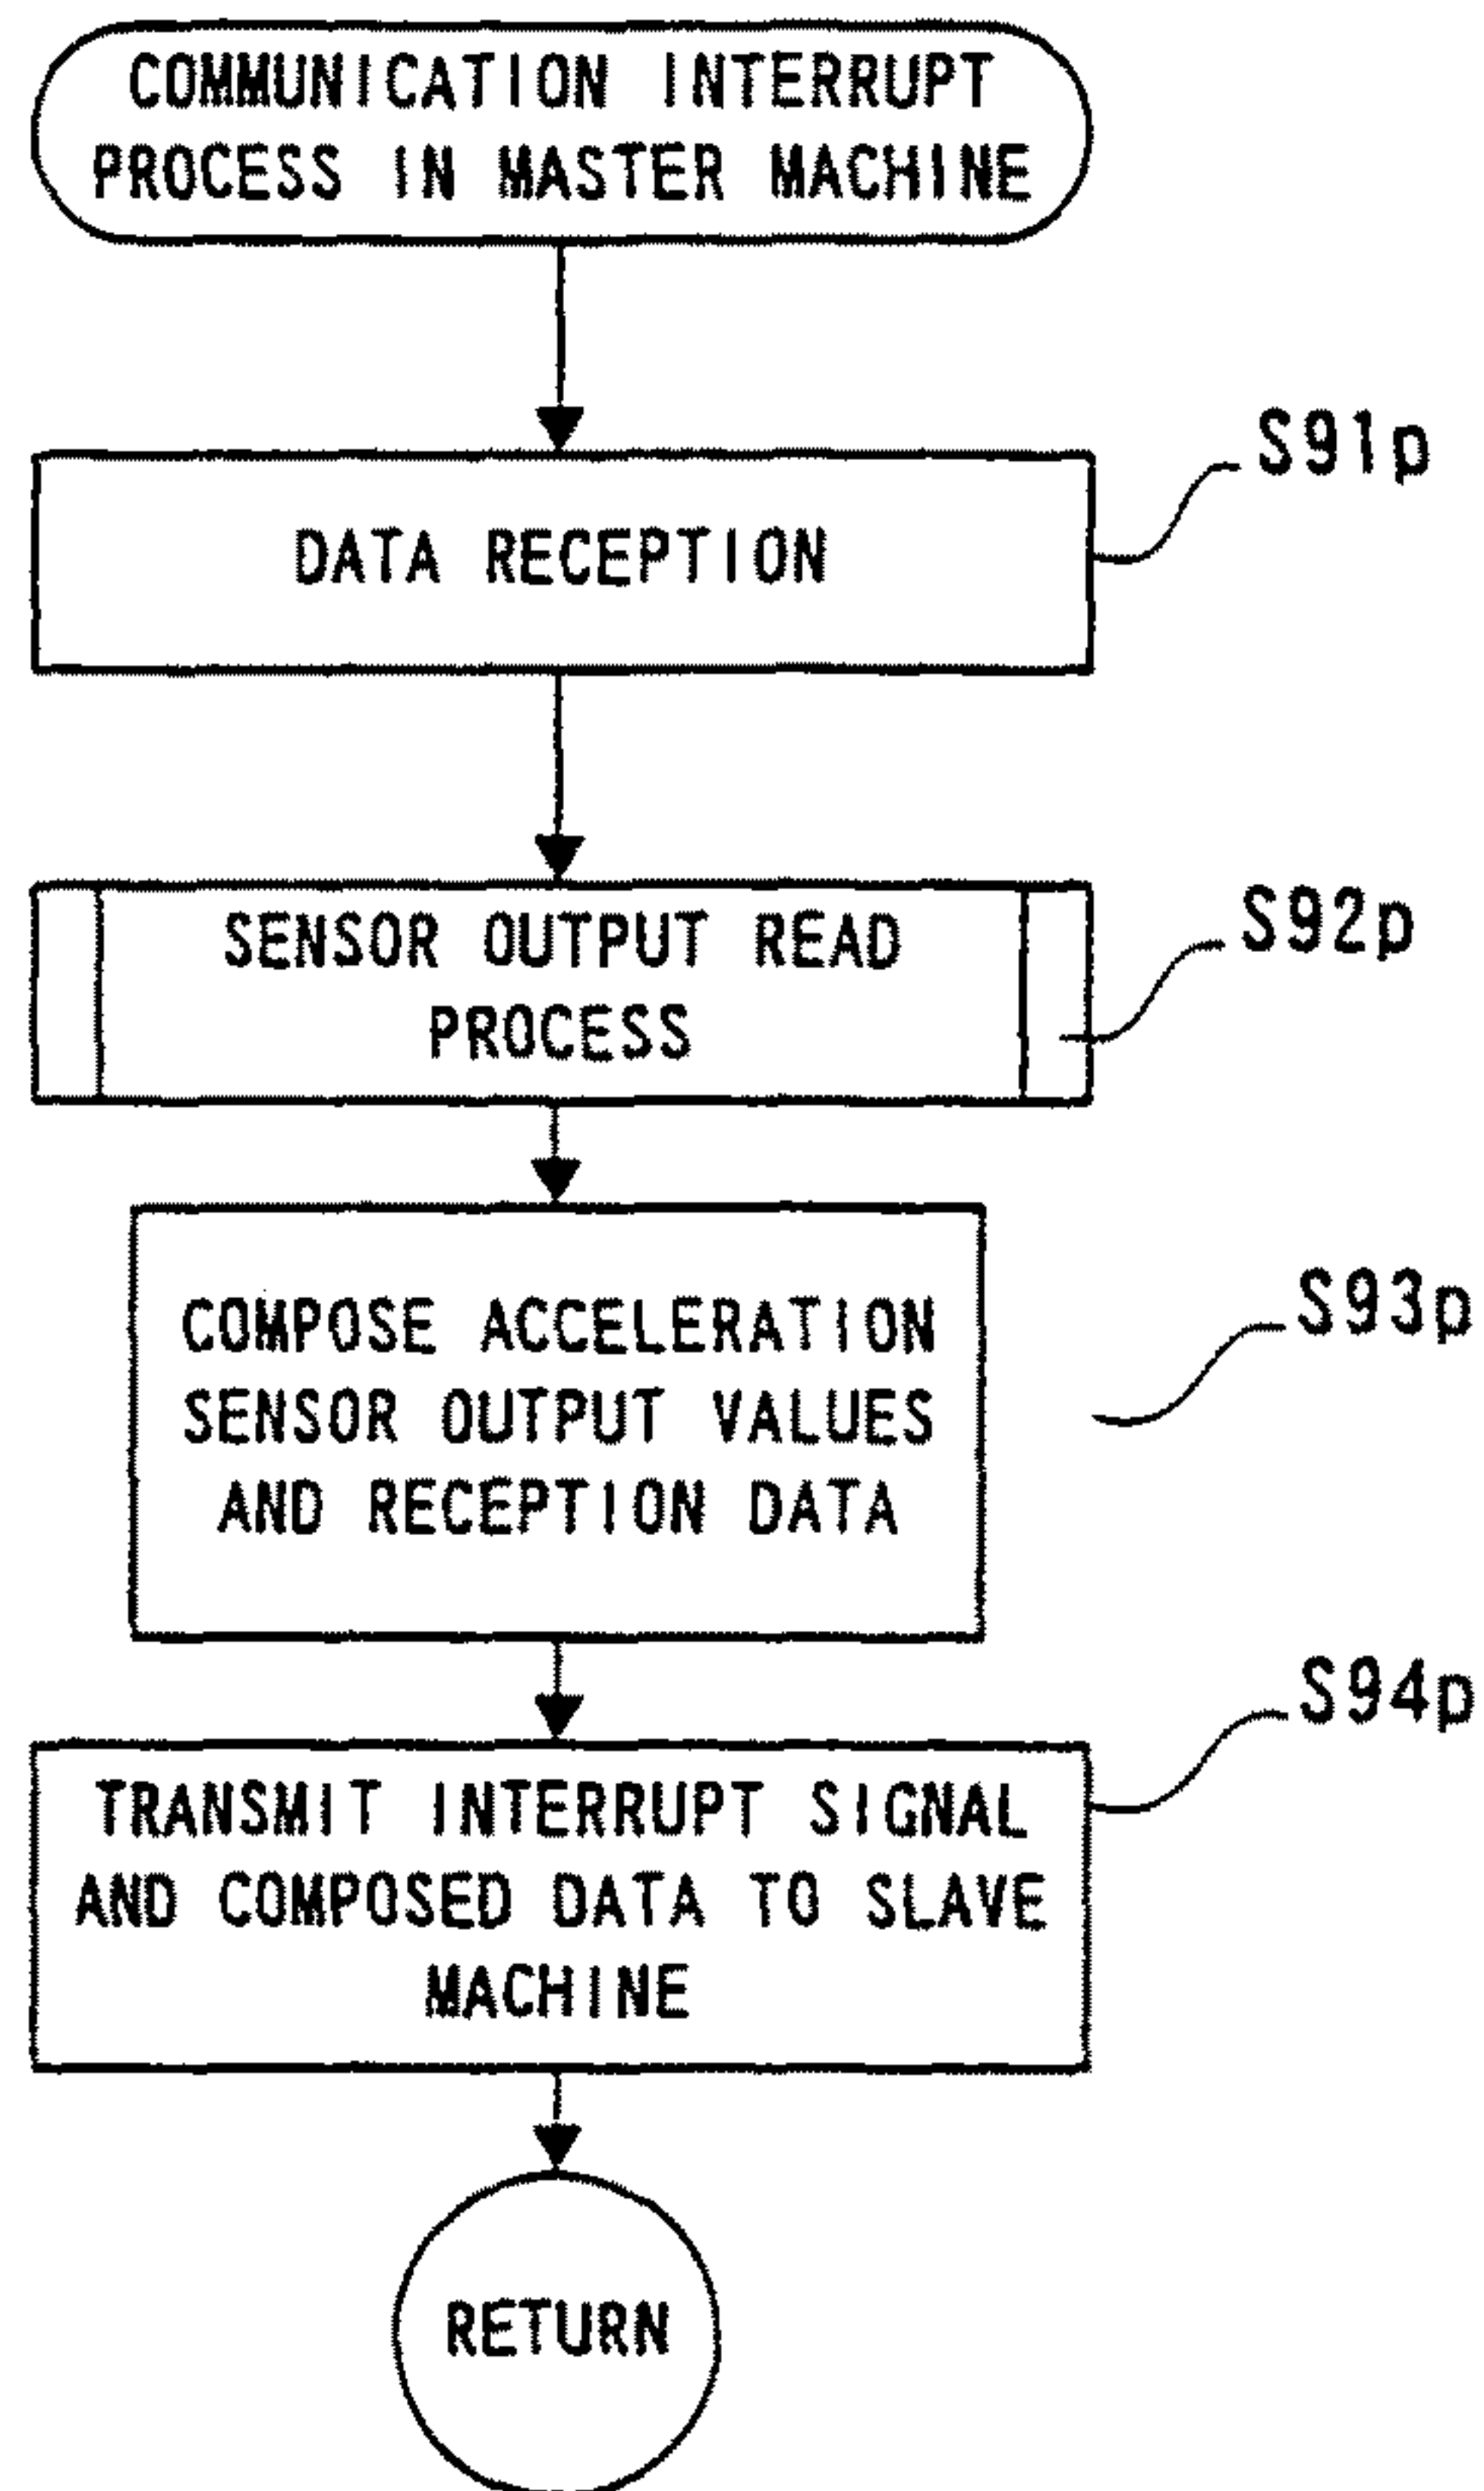 COMMUNICATION INTERRUPT
PROCESS IN MASTER MACHINE
S91p
DATA RECEPTION
S92p
SENSOR OUTPUT READ
PROCESS
S93p
COMPOSE ACCELERATION
SENSOR OUTPUT VALUES
AND RECEPTION DATA
S94p
TRANSMIT INTERRUPT SIGNAL
AND COMPOSED DATA TO SLAVE
MACHINE
RETURN